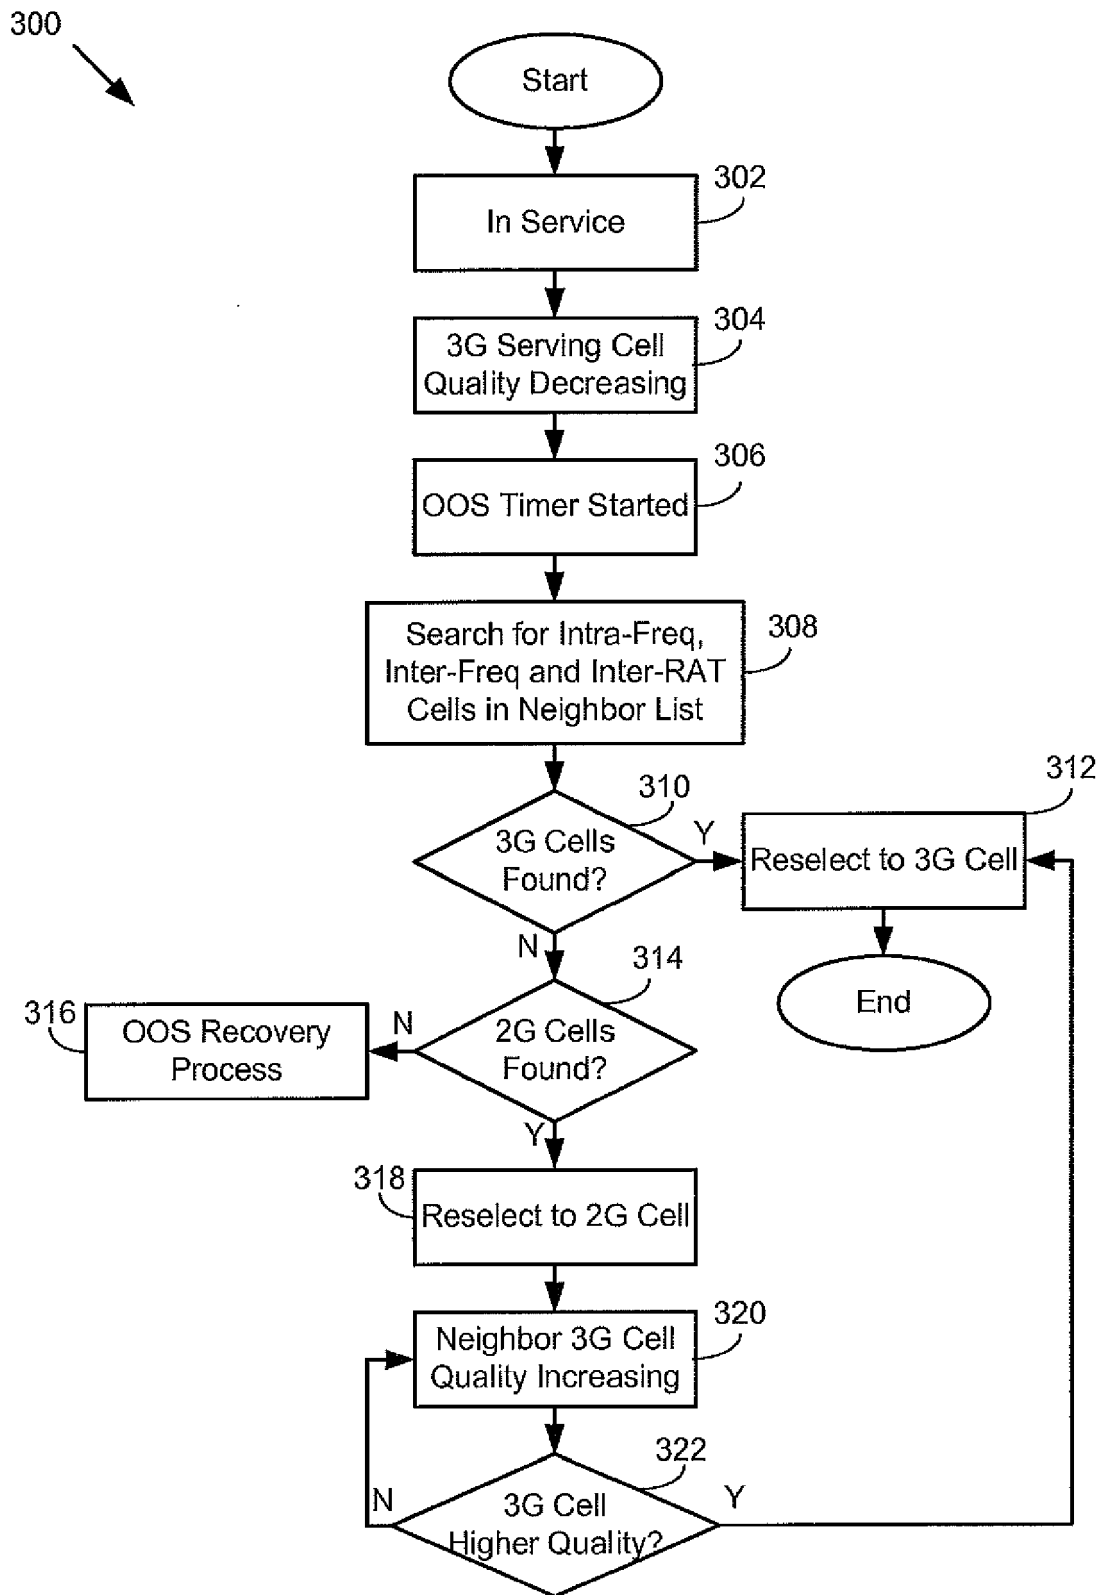 300
Start
302
In Service
304
3G Serving Cell
Quality Decreasing
306
OOS Timer Started
308
Search for Intra-Freq,
Inter-Freq and Inter-RAT
Cells in Neighbor List
310
3G Cells
Found?
Y
312
Reselect to 3G Cell
N
End
314
2G Cells
Found?
N
316
OOS Recovery
Process
Y
318
Reselect to 2G Cell
320
Neighbor 3G Cell
Quality Increasing
322
3G Cell
Higher Quality?
N
Y